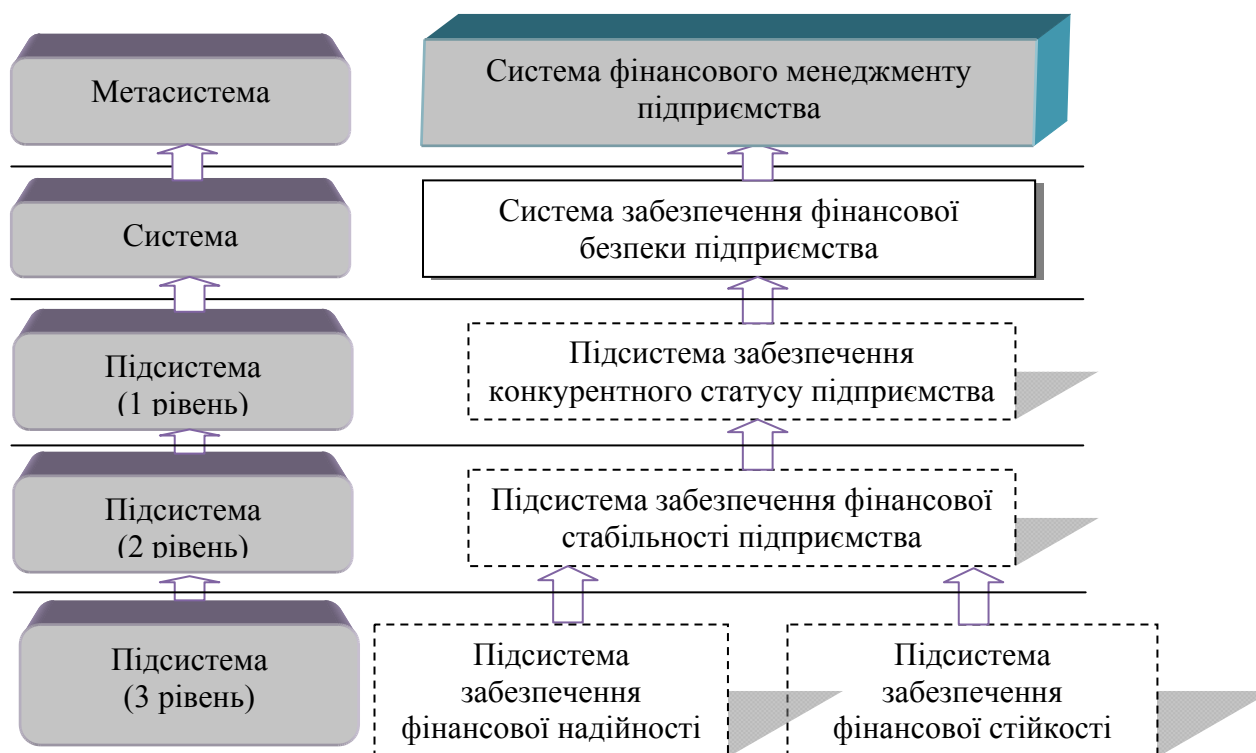 Метасистема
Система фінансового менеджменту
підприємства
Система
Система забезпечення фінансової
безпеки підприємства
Підсистема
(1 рівень)
Підсистема забезпечення
конкурентного статусу підприємства
Підсистема
(2 рівень)
Підсистема забезпечення фінансової
стабільності підприємства
Підсистема
(3 рівень)
Підсистема
забезпечення
фінансової надійності
Підсистема
забезпечення
фінансової стійкості